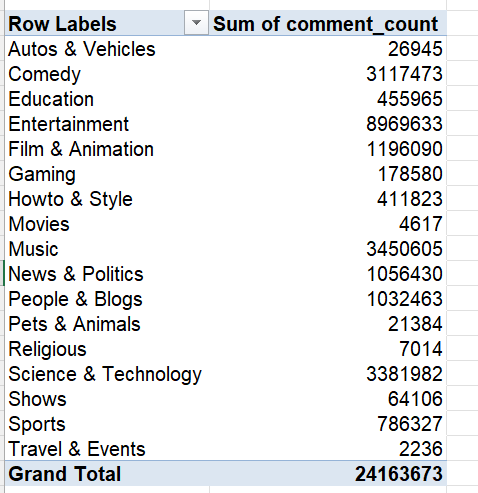 Row Labels Sum of comment_count
Autos & Vehicles 26945
Comedy 3117473
Education 455965
Entertainment 8969633
Film & Animation 1196090
Gaming 178580
Howto & Style 411823
Movies 4617
Music 3450605
News & Politics 1056430
People & Blogs 1032463
Pets & Animals 21384
Religious 7014
Science & Technology 3381982
Shows 64106
Sports 786327
Travel & Events 2236
Grand Total 24163673